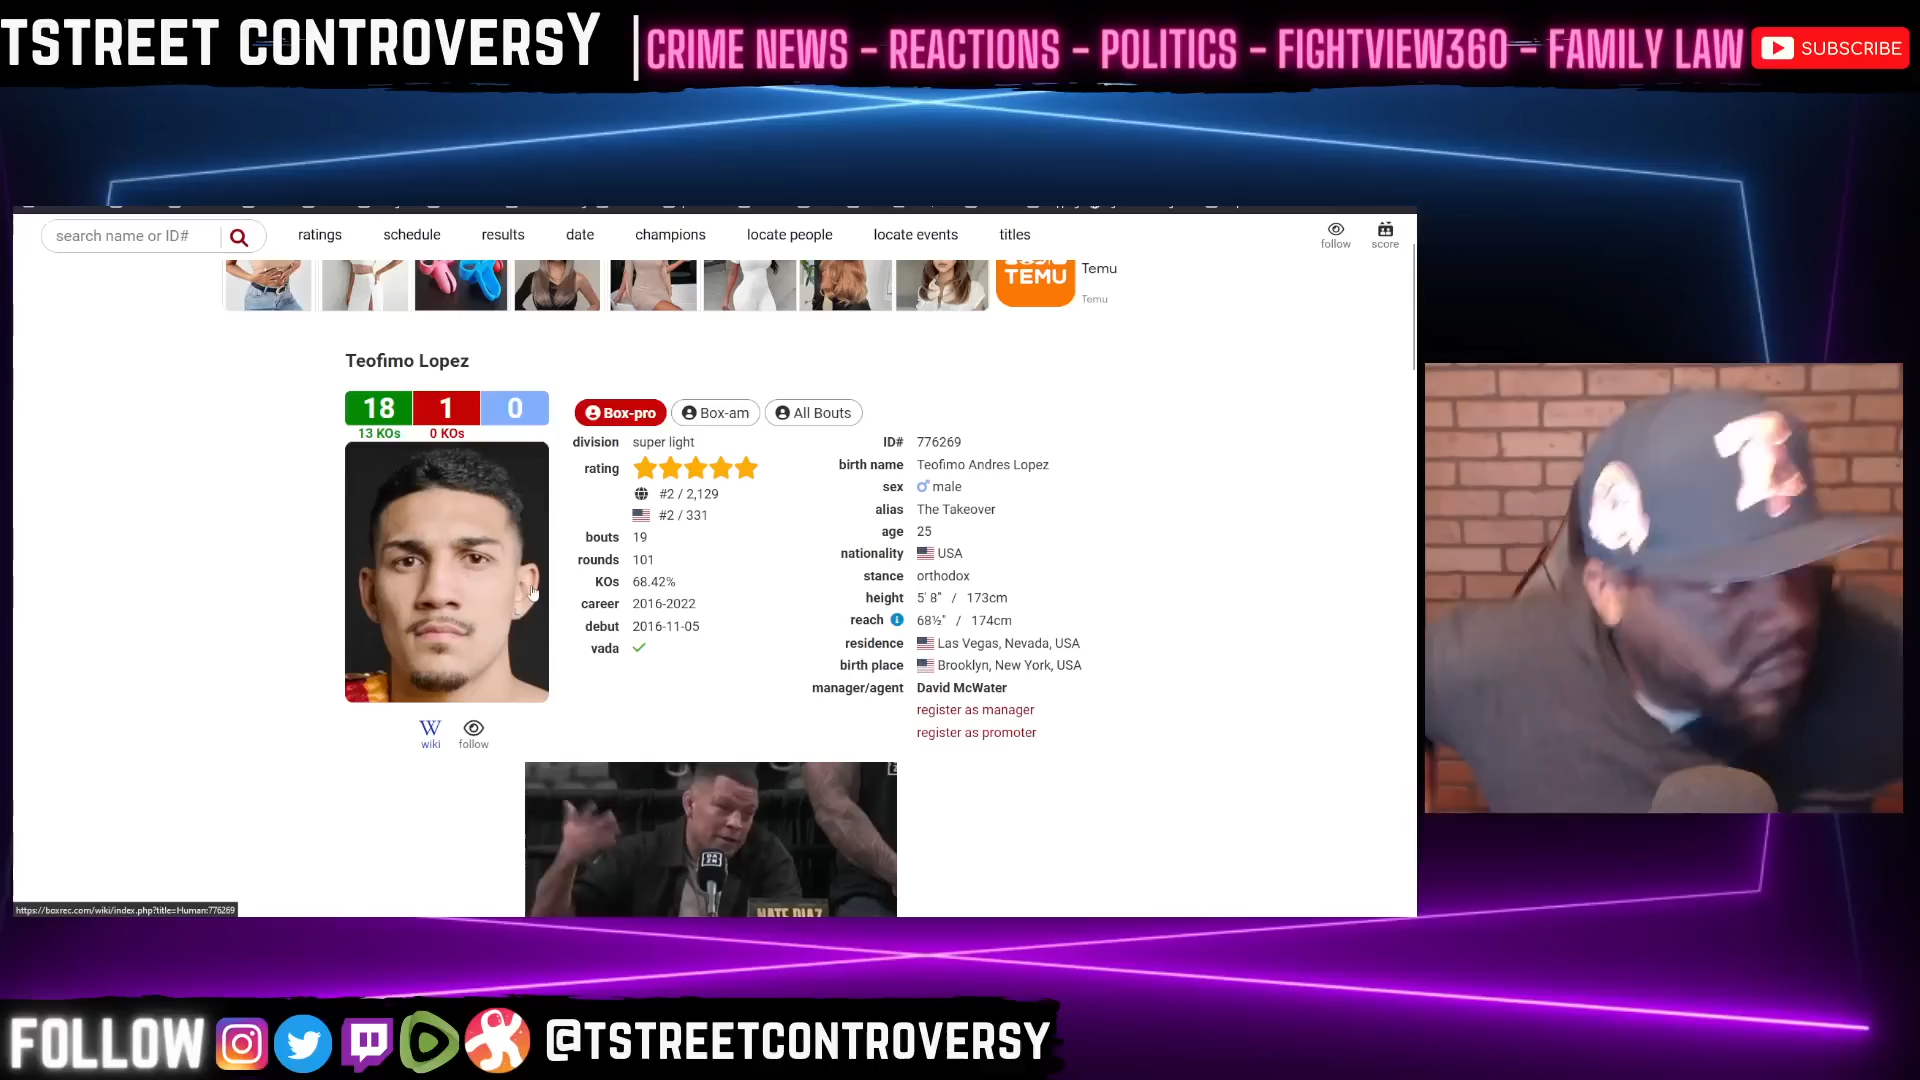 TSTREET CONTROVERSY
CRIME NEWS - REACTIONS - POLITICS - FIGHTVIEW360 - FAMILY LAW
SUBSCRIBE
search name or ID#
ratings
schedule
results
date
champions
locate people
locate events
titles
follow
score
TEMU
Temu
Temu
Teofimo Lopez
18 1 0
13 KOs 0 KOs
Box-pro
Box-am
All Bouts
division super light
rating
#2 / 2,129
#2 / 331
bouts 19
rounds 101
KOs 68.42%
career 2016-2022
debut 2016-11-05
vada
ID# 776269
birth name Teofimo Andres Lopez
sex male
alias The Takeover
age 25
nationality USA
stance orthodox
height 5' 8" / 173cm
reach 68½" / 174cm
residence Las Vegas, Nevada, USA
birth place Brooklyn, New York, USA
manager/agent David McWater
register as manager
register as promoter
W
wiki
follow
DAZN
NATE DIAZ
https://boxrec.com/wiki/index.php?title=Human:776269
FOLLOW @TSTREETCONTROVERSY